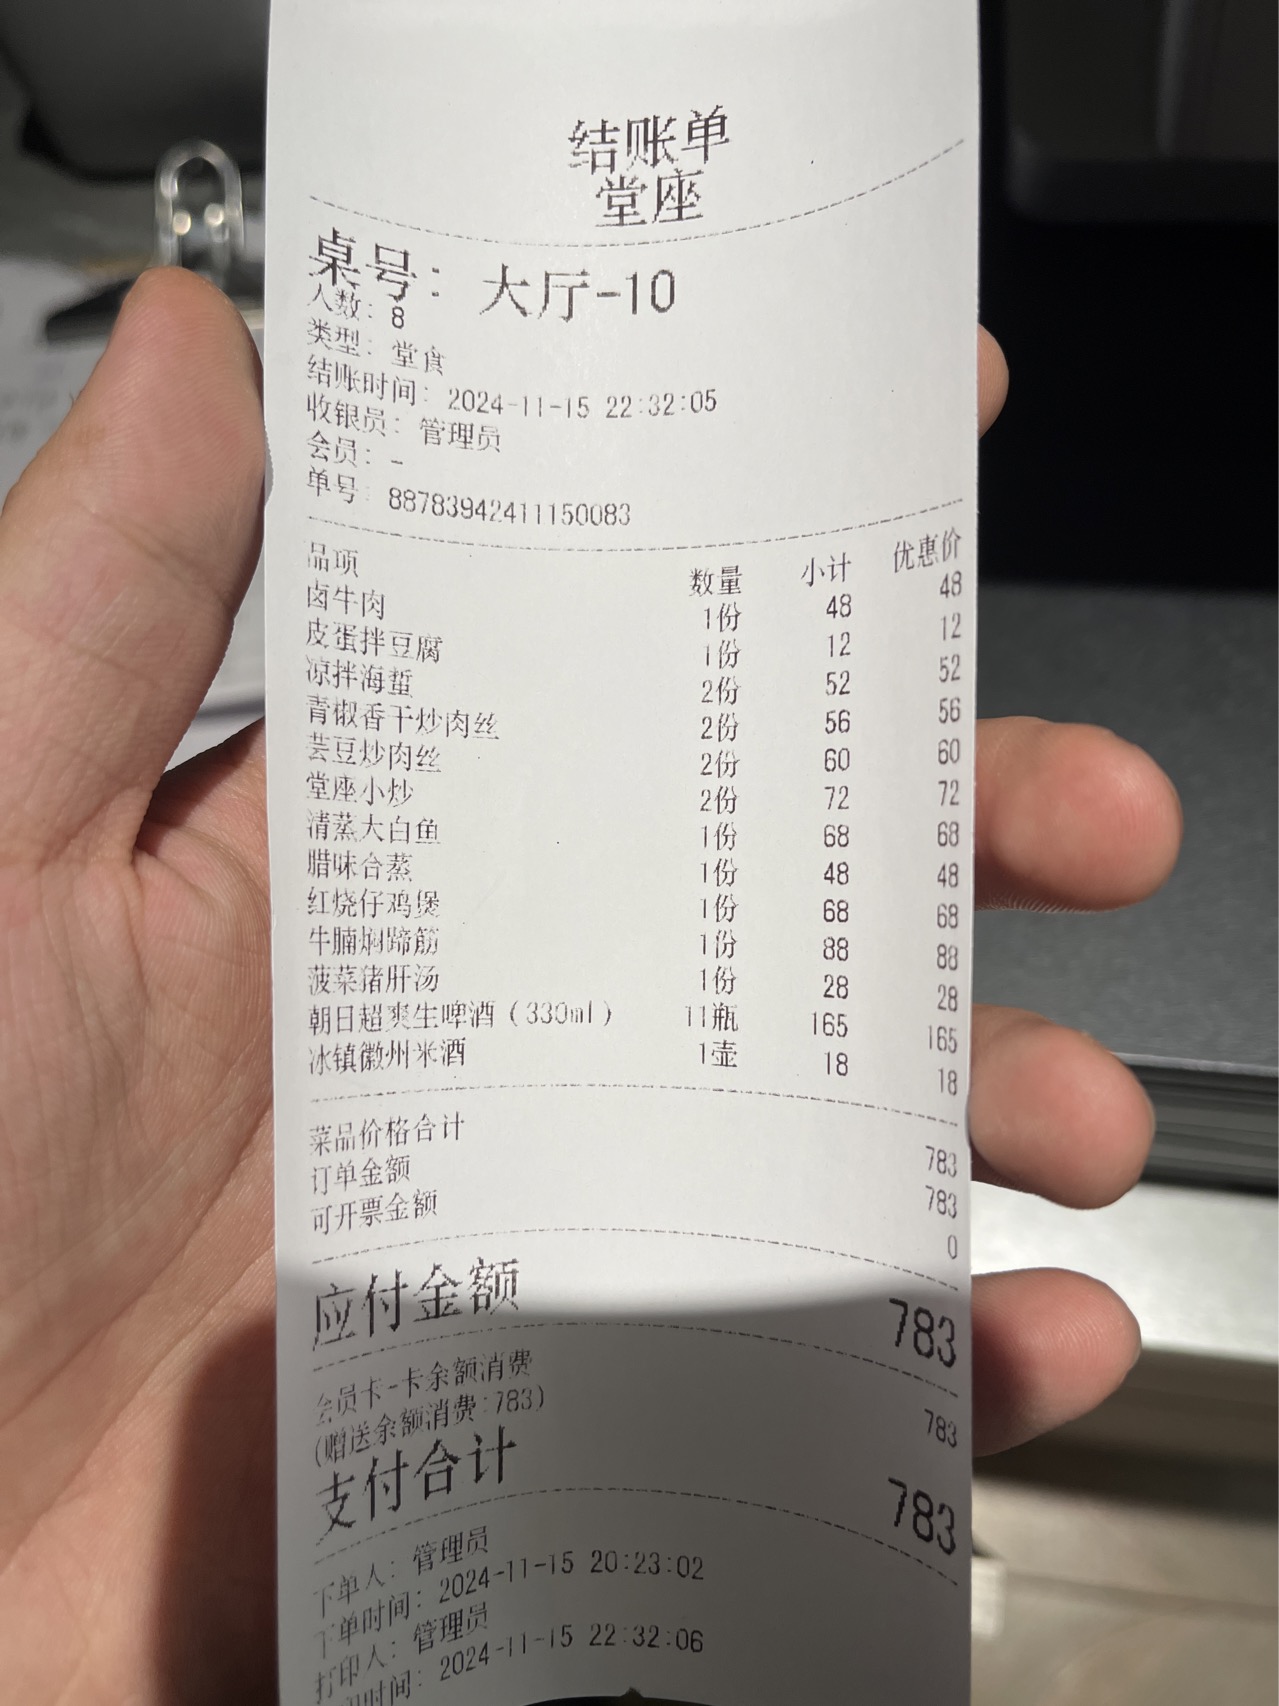 结账单
堂座
桌号： 大厅-10
人数：8
类型：堂食
结账时间：2024-11-15 22:32:05
收银员：管理员
会员：-
单号：88783942411150083
品项 数量 小计 优惠价
卤牛肉 1份 48 48
皮蛋拌豆腐 1份 12 12
凉拌海蜇 2份 52 52
青椒香干炒肉丝 2份 56 56
芸豆炒肉丝 2份 60 60
堂座小炒 2份 72 72
清蒸大白鱼 1份 68 68
腊味合蒸 1份 48 48
红烧仔鸡煲 1份 68 68
牛腩焖蹄筋 1份 88 88
菠菜猪肝汤 1份 28 28
朝日超爽生啤酒（330ml） 11瓶 165 165
冰镇徽州米酒 1壶 18 18
菜品价格合计 783
订单金额 783
可开票金额 0
应付金额 783
会员卡-卡余额消费 783
(赠送余额消费:783)
支付合计 783
下单人：管理员
下单时间：2024-11-15 20:23:02
打印人：管理员
印时间：2024-11-15 22:32:06